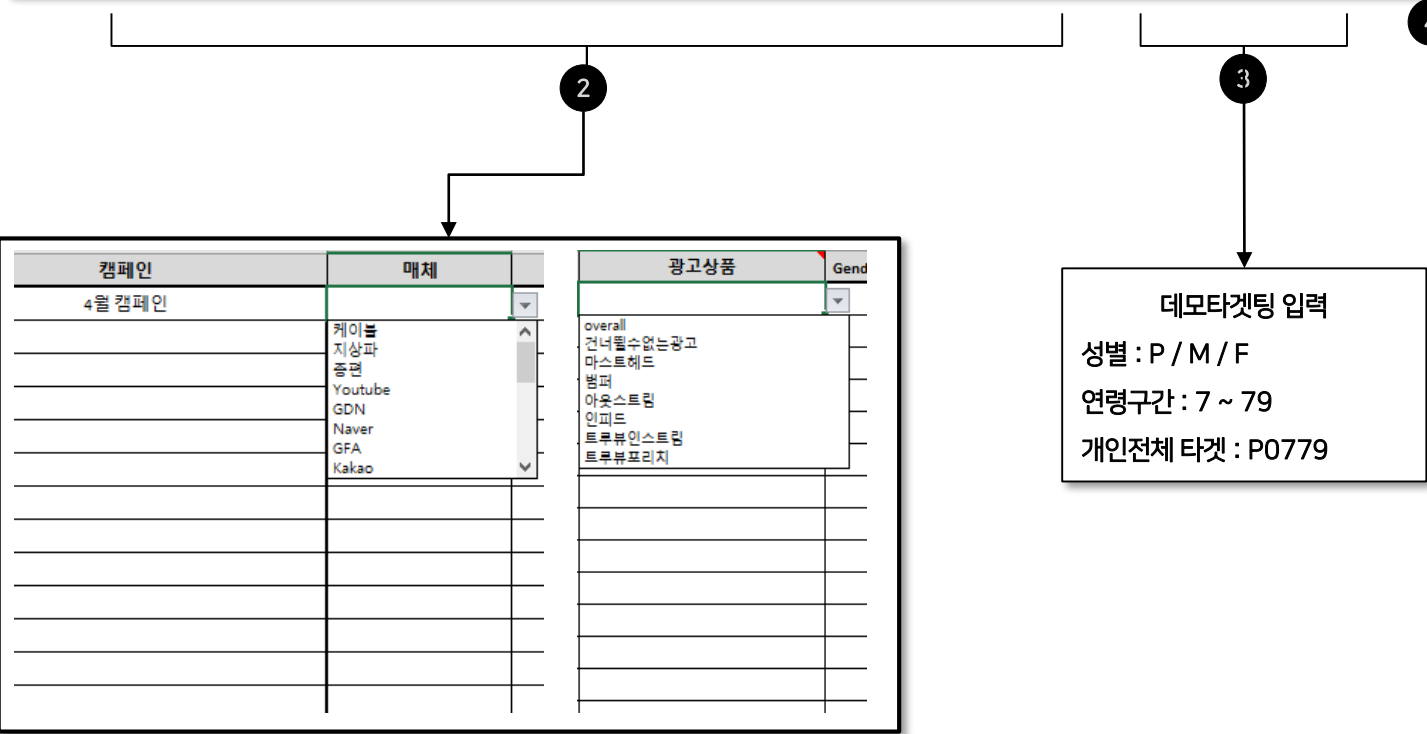 2
3
캠페인
매체
4월 캠페인
케이블
지상파
종편
Youtube
GDN
Naver
GFA
Kakao
광고상품
Gend
overall
건너뛸수없는광고
마스트헤드
범퍼
아웃스트림
인피드
트루뷰인스트림
트루뷰포리치
데모타겟팅 입력
성별 : P / M / F
연령구간 : 7 ~ 79
개인전체 타겟 : P0779